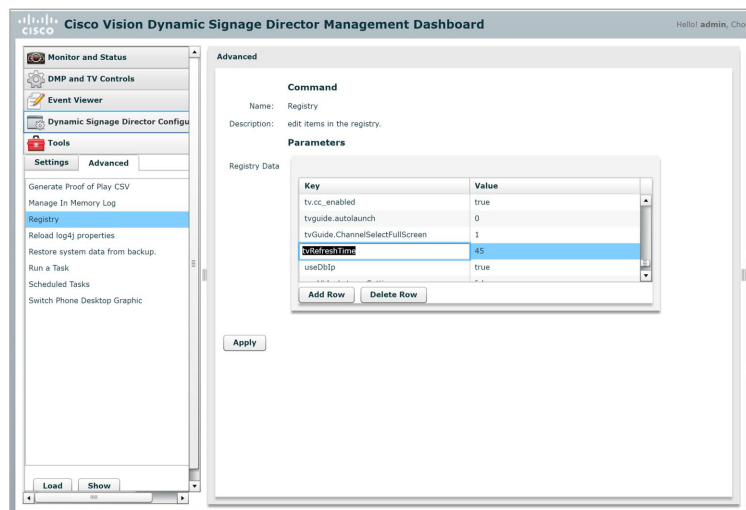 CISCO
Cisco Vision Dynamic Signage Director Management Dashboard
Hello! admin, Cho
Monitor and Status
DMP and TV Controls
Event Viewer
Dynamic Signage Director Configu
Tools
Settings
Advanced
Generate Proof of Play CSV
Manage In Memory Log
Registry
Reload log4j properties
Restore system data from backup.
Run a Task
Scheduled Tasks
Switch Phone Desktop Graphic
Load
Show
Advanced
Command
Name: Registry
Description: edit items in the registry.
Parameters
Registry Data
Key Value
tv.cc_enabled true
tvguide.autolaunch 0
tvGuide.ChannelSelectFullScreen 1
tvRefreshTime 45
useDbIp true
Add Row
Delete Row
Apply